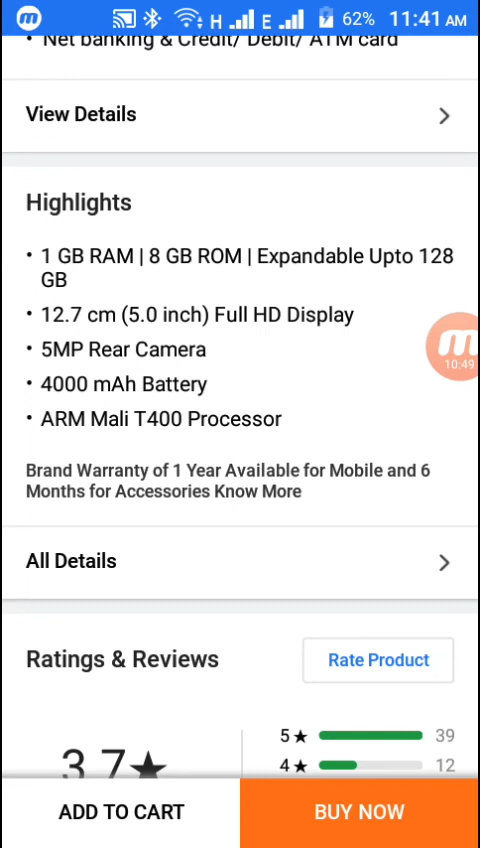 H E 62% 11:41 AM
• Net banking & Credit/ Debit/ ATM card
View Details
Highlights
• 1 GB RAM | 8 GB ROM | Expandable Upto 128
GB
• 12.7 cm (5.0 inch) Full HD Display
• 5MP Rear Camera
m
10:49
• 4000 mAh Battery
• ARM Mali T400 Processor
Brand Warranty of 1 Year Available for Mobile and 6
Months for Accessories Know More
All Details
Ratings & Reviews
Rate Product
5★ 39
3.7★
4★ 12
ADD TO CART
BUY NOW